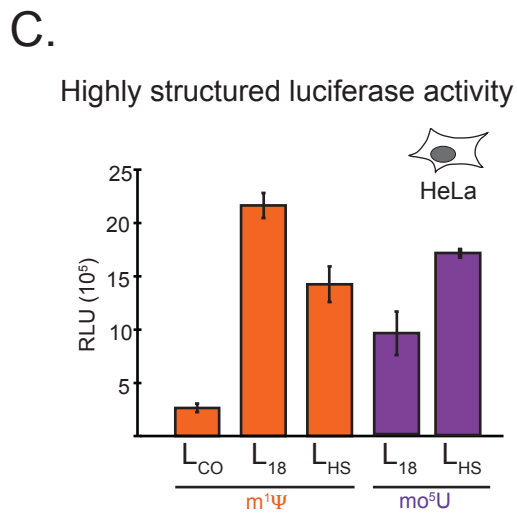 C.
Highly structured luciferase activity
HeLa
RLU (10⁵)
25
20
15
10
5
L_CO L_18 L_HS L_18 L_HS
m¹Ψ mo⁵U